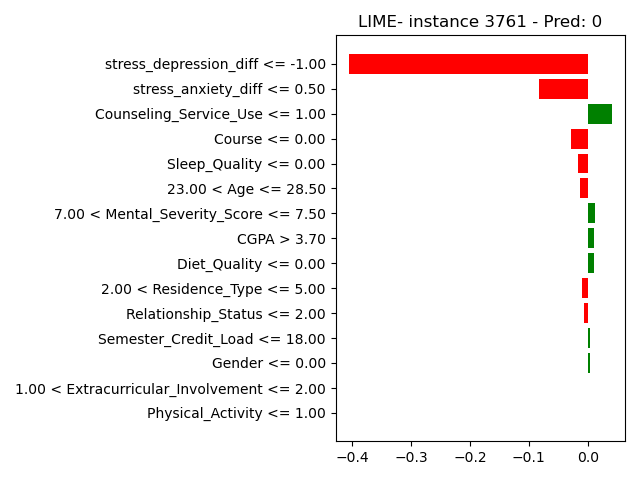 LIME- instance 3761 - Pred: 0
stress_depression_diff <= -1.00
stress_anxiety_diff <= 0.50
Counseling_Service_Use <= 1.00
Course <= 0.00
Sleep_Quality <= 0.00
23.00 < Age <= 28.50
7.00 < Mental_Severity_Score <= 7.50
CGPA > 3.70
Diet_Quality <= 0.00
2.00 < Residence_Type <= 5.00
Relationship_Status <= 2.00
Semester_Credit_Load <= 18.00
Gender <= 0.00
1.00 < Extracurricular_Involvement <= 2.00
Physical_Activity <= 1.00
−0.4 −0.3 −0.2 −0.1 0.0